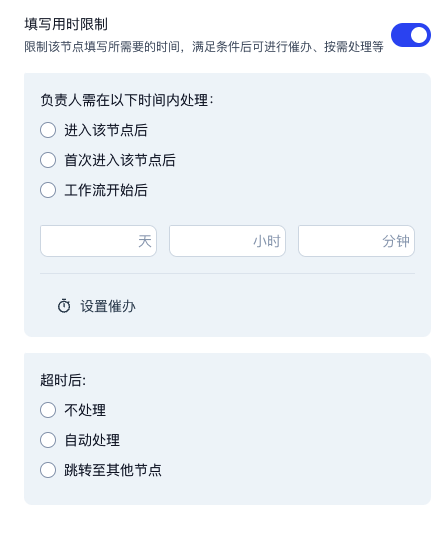 填写用时限制
限制该节点填写所需要的时间，满足条件后可进行催办、按需处理等
负责人需在以下时间内处理：
进入该节点后
首次进入该节点后
工作流开始后
天 小时 分钟
设置催办
超时后:
不处理
自动处理
跳转至其他节点